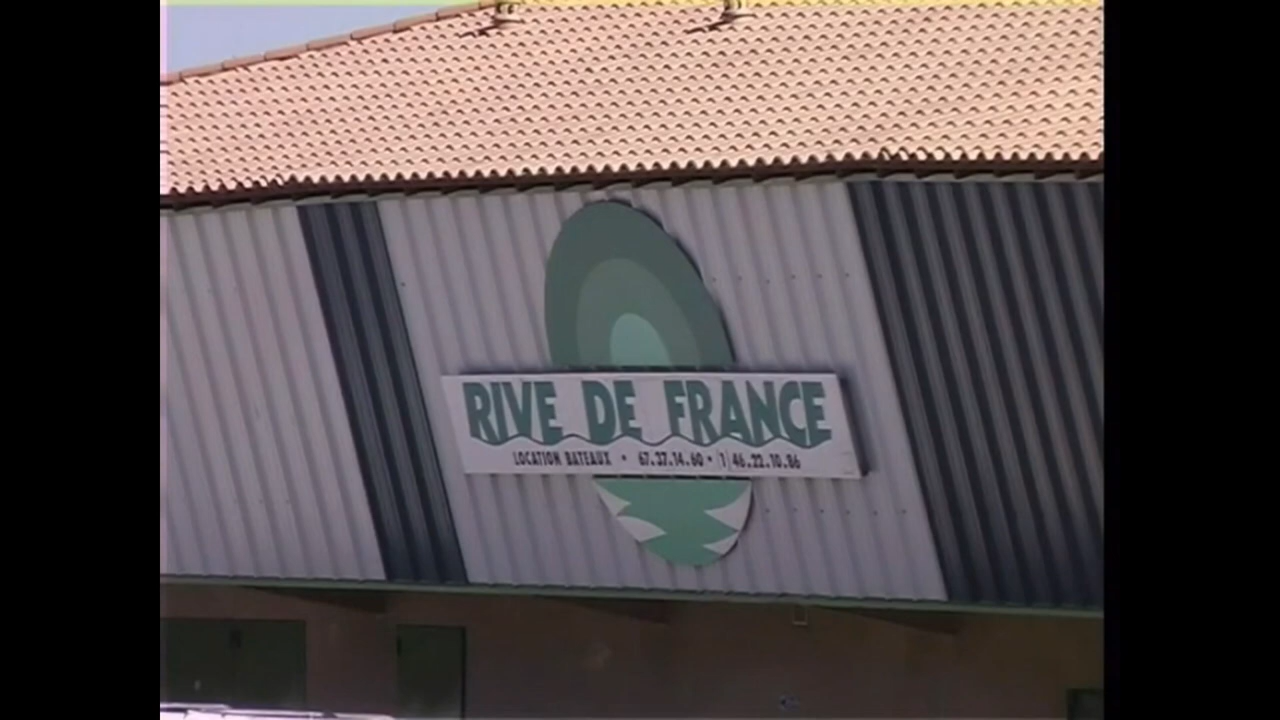 RIVE DE FRANCE
LOCATION BATEAUX • 67.37.14.60 • 1 46.22.10.86